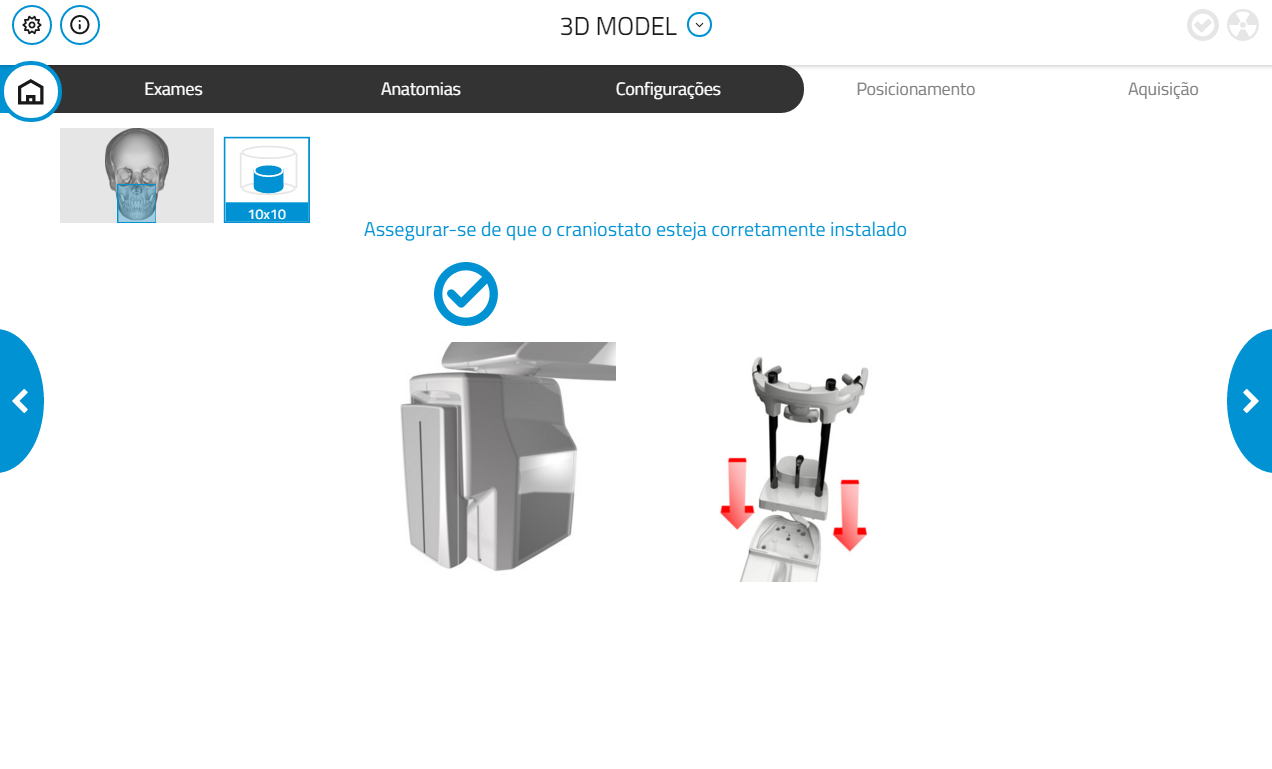 3D MODEL
Exames
Anatomias
Configurações
Posicionamento
Aquisição
10x10
Assegurar-se de que o craniostato esteja corretamente instalado